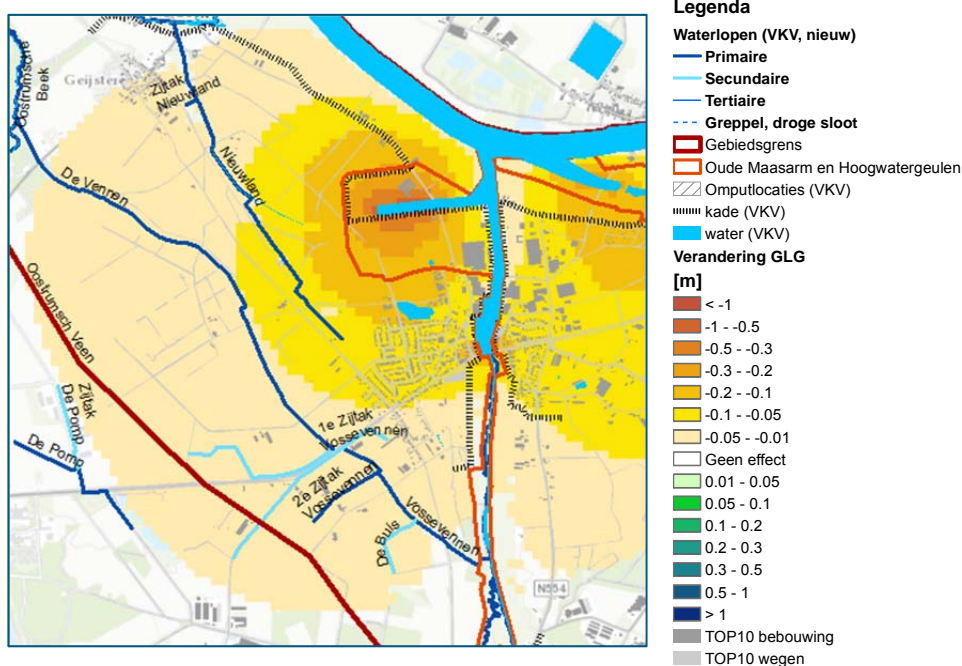 Oostrumsche
Beek
Geijsteren
Zijtak
Nieuwland
Nieuwland
De Vennen
Oostrumsch Veen
Zijtak
De Pomp
De Pomp
1e Zijtak
Vossevennen
2e Zijtak
Vossevennen
Vossevennen
De Buis
N554
Legenda
Waterlopen (VKV, nieuw)
Primaire
Secundaire
Tertiaire
Greppel, droge sloot
Gebiedsgrens
Oude Maasarm en Hoogwatergeulen
Omputlocaties (VKV)
kade (VKV)
water (VKV)
Verandering GLG
[m]
< -1
-1 - -0.5
-0.5 - -0.3
-0.3 - -0.2
-0.2 - -0.1
-0.1 - -0.05
-0.05 - -0.01
Geen effect
0.01 - 0.05
0.05 - 0.1
0.1 - 0.2
0.2 - 0.3
0.3 - 0.5
0.5 - 1
> 1
TOP10 bebouwing
TOP10 wegen